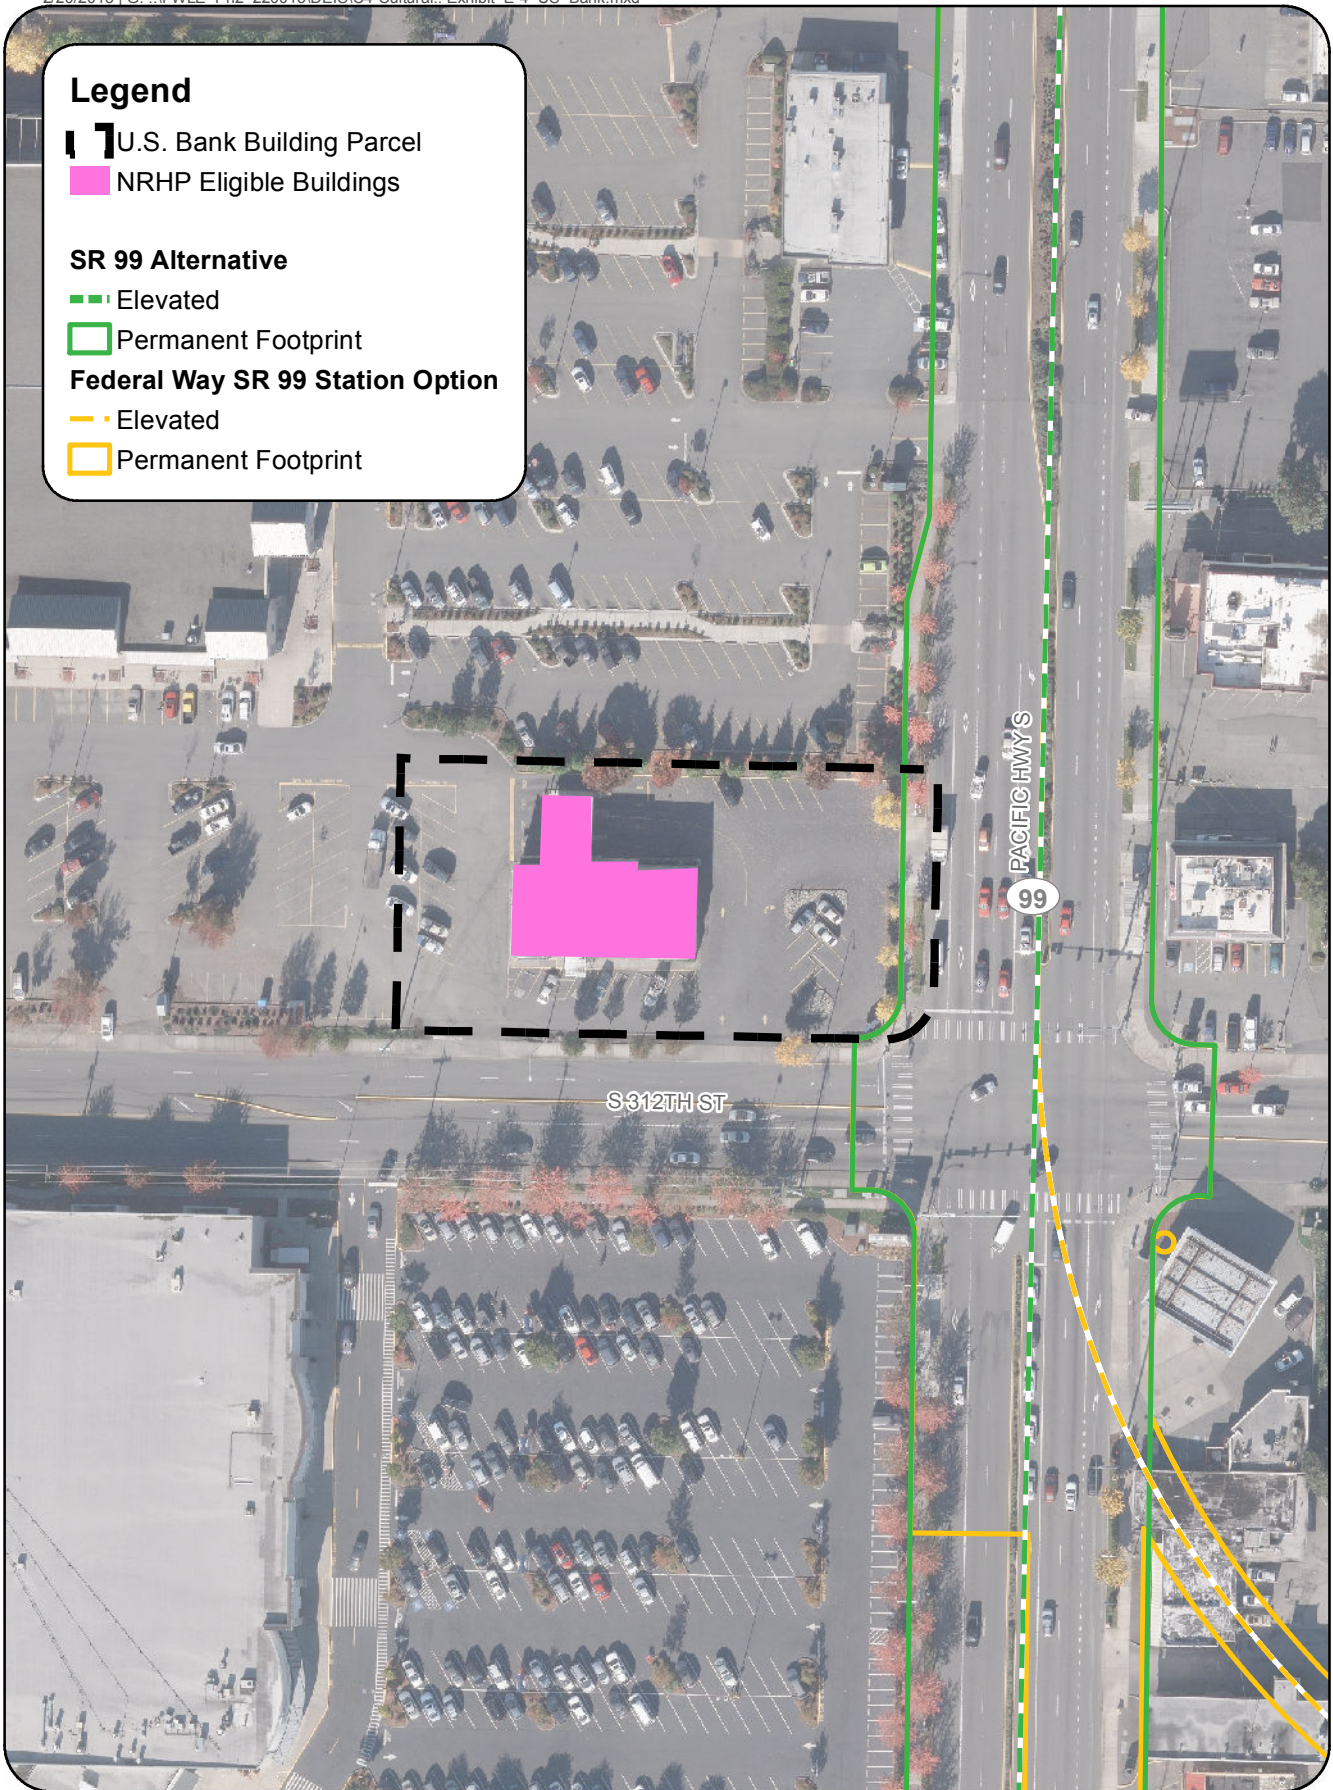 Legend
U.S. Bank Building Parcel
NRHP Eligible Buildings
SR 99 Alternative
Elevated
Permanent Footprint
Federal Way SR 99 Station Option
Elevated
Permanent Footprint
PACIFIC HWY S
99
S 312TH ST